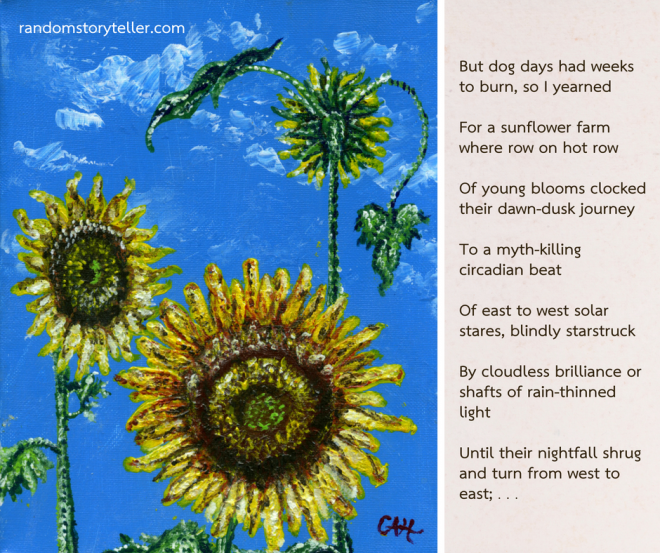 randomstoryteller.com
But dog days had weeks
to burn, so I yearned
For a sunflower farm
where row on hot row
Of young blooms clocked
their dawn-dusk journey
To a myth-killing
circadian beat
Of east to west solar
stares, blindly starstruck
By cloudless brilliance or
shafts of rain-thinned
light
Until their nightfall shrug
and turn from west to
east; . . .